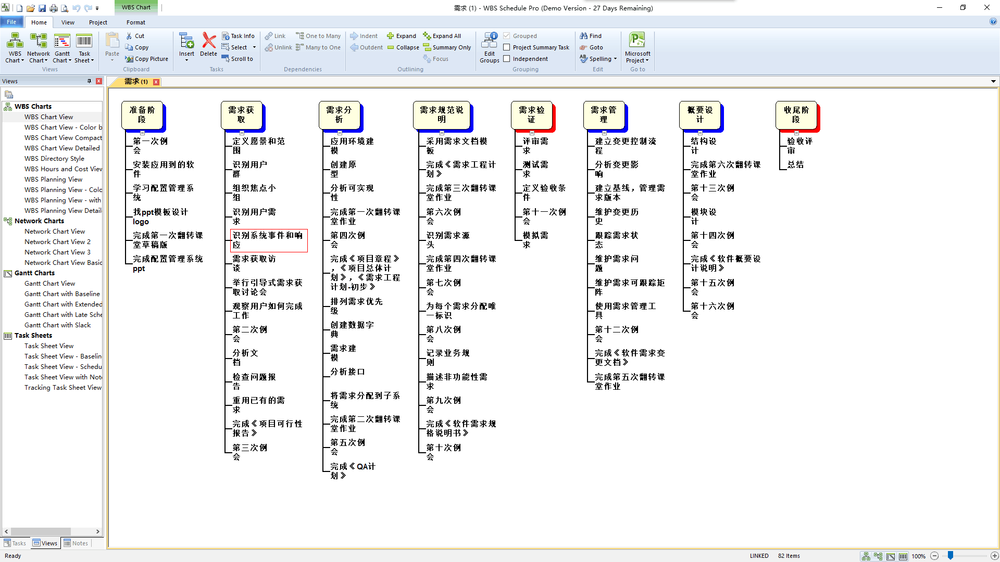 WBS Chart
需求 (1) - WBS Schedule Pro (Demo Version - 27 Days Remaining)
File
Home
View
Project
Format
WBS Chart
Network Chart
Gantt Chart
Task Sheet
Views
Paste
Cut
Copy
Copy Picture
Clipboard
Insert
Delete
Task Info
Select
Scroll to
Tasks
Link
Unlink
One to Many
Many to One
Dependencies
Indent
Outdent
Expand
Collapse
Expand All
Summary Only
Focus
Outlining
Edit Groups
Grouped
Project Summary Task
Independent
Grouping
Find
Goto
Spelling
Edit
Microsoft Project
Go to
Views
需求 (1)
WBS Charts
WBS Chart View
WBS Chart View - Color b
WBS Chart View Compact
WBS Chart View Detailed
WBS Directory Style
WBS Hours and Cost View
WBS Planning View
WBS Planning View - Colo
WBS Planning View - with
WBS Planning View Detail
Network Charts
Network Chart View
Network Chart View 2
Network Chart View 3
Network Chart View Basic
Gantt Charts
Gantt Chart View
Gantt Chart with Baseline
Gantt Chart with Extended
Gantt Chart with Late Sche
Gantt Chart with Slack
Task Sheets
Task Sheet View
Task Sheet View - Baselin
Task Sheet View - Schedu
Task Sheet View with Note
Tracking Task Sheet View
Tasks
Views
Notes
准备阶
段
第一次例
会
安装应用到的软
件
学习配置管理系
统
找ppt模板设计
logo
完成第一次翻转课
堂草稿版
完成配置管理系统
ppt
需求获
取
定义愿景和范
围
识别用户
群
组织焦点小
组
识别用户需
求
识别系统事件和响
应
需求获取访
谈
举行引导式需求获
取讨论会
观察用户如何完成
工作
第二次例
会
分析文
档
检查问题报
告
重用已有的需
求
完成《项目可行性
报告》
第三次例
会
需求分
析
应用环境建
模
创建原
型
分析可实现
性
完成第一次翻转课
堂作业
第四次例
会
完成《项目章程》
，《项目总体计
划》，《需求工程
计划-初步》
排列需求优先
级
创建数据字
典
需求建
模
分析接口
将需求分配到子系
统
完成第二次翻转课
堂作业
第五次例
会
完成《QA计
划》
需求规范说
明
采用需求文档模
板
完成《需求工程计
划》
完成第三次翻转课
堂作业
第六次例
会
识别需求源
头
完成第四次翻转课
堂作业
第七次例
会
为每个需求分配唯
一标识
第八次例
会
记录业务规
则
描述非功能性需
求
第九次例
会
完成《软件需求规
格说明书》
第十次例
会
需求验
证
评审需
求
测试需
求
定义验收条
件
第十一次例
会
模拟需
求
需求管
理
建立变更控制流
程
分析变更影
响
建立基线，管理需
求版本
维护变更历
史
跟踪需求状
态
维护需求问
题
维护需求可跟踪矩
阵
使用需求管理工
具
第十二次例
会
完成《软件需求变
更文档》
完成第五次翻转课
堂作业
概要设
计
结构设
计
完成第六次翻转课
堂作业
第十三次例
会
模块设
计
第十四次例
会
完成《软件概要设
计说明》
第十五次例
会
第十六次例
会
收尾阶
段
验收评
审
总结
Ready
LINKED
82 Items
100%